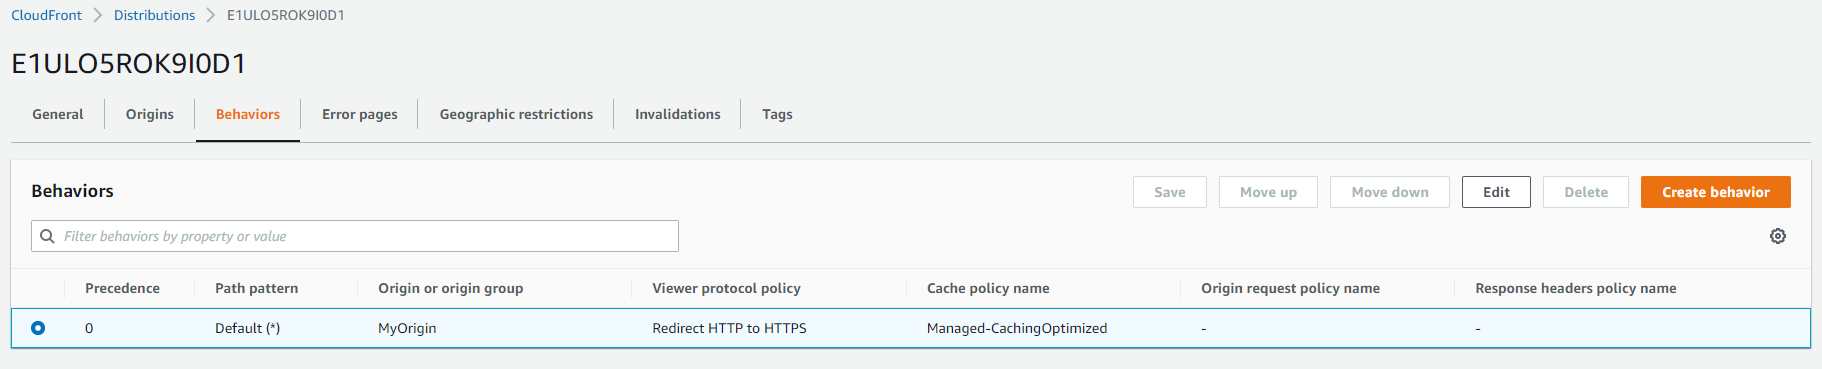 CloudFront > Distributions > E1ULO5ROK9I0D1
E1ULO5ROK9I0D1
General Origins Behaviors Error pages Geographic restrictions Invalidations Tags
Behaviors Save Move up Move down Edit Delete Create behavior
Filter behaviors by property or value
Precedence Path pattern Origin or origin group Viewer protocol policy Cache policy name Origin request policy name Response headers policy name
0 Default (*) MyOrigin Redirect HTTP to HTTPS Managed-CachingOptimized - -